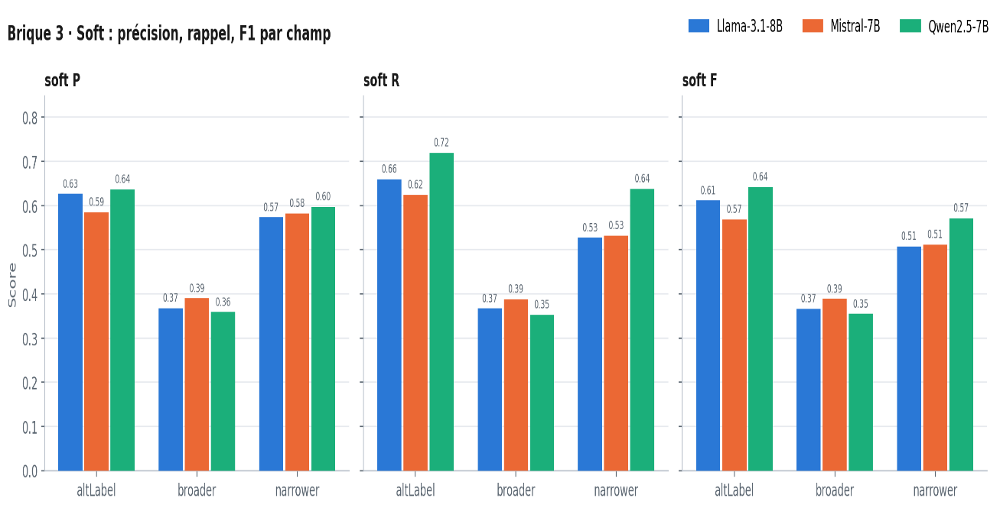 Brique 3 · Soft : précision, rappel, F1 par champ
Llama-3.1-8B Mistral-7B Qwen2.5-7B
soft P
Score
0.8
0.7
0.6
0.5
0.4
0.3
0.2
0.1
0.0
0.63 0.59 0.64
0.37 0.39 0.36
0.57 0.58 0.60
altLabel broader narrower
soft R
0.66 0.62 0.72
0.37 0.39 0.35
0.53 0.53 0.64
altLabel broader narrower
soft F
0.61 0.57 0.64
0.37 0.39 0.35
0.51 0.51 0.57
altLabel broader narrower